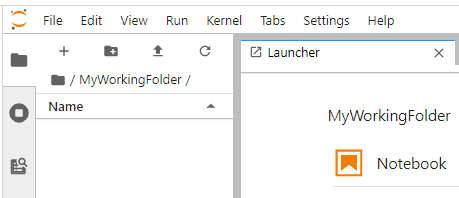 File Edit View Run Kernel Tabs Settings Help
Launcher
/ MyWorkingFolder /
Name
MyWorkingFolder
Notebook